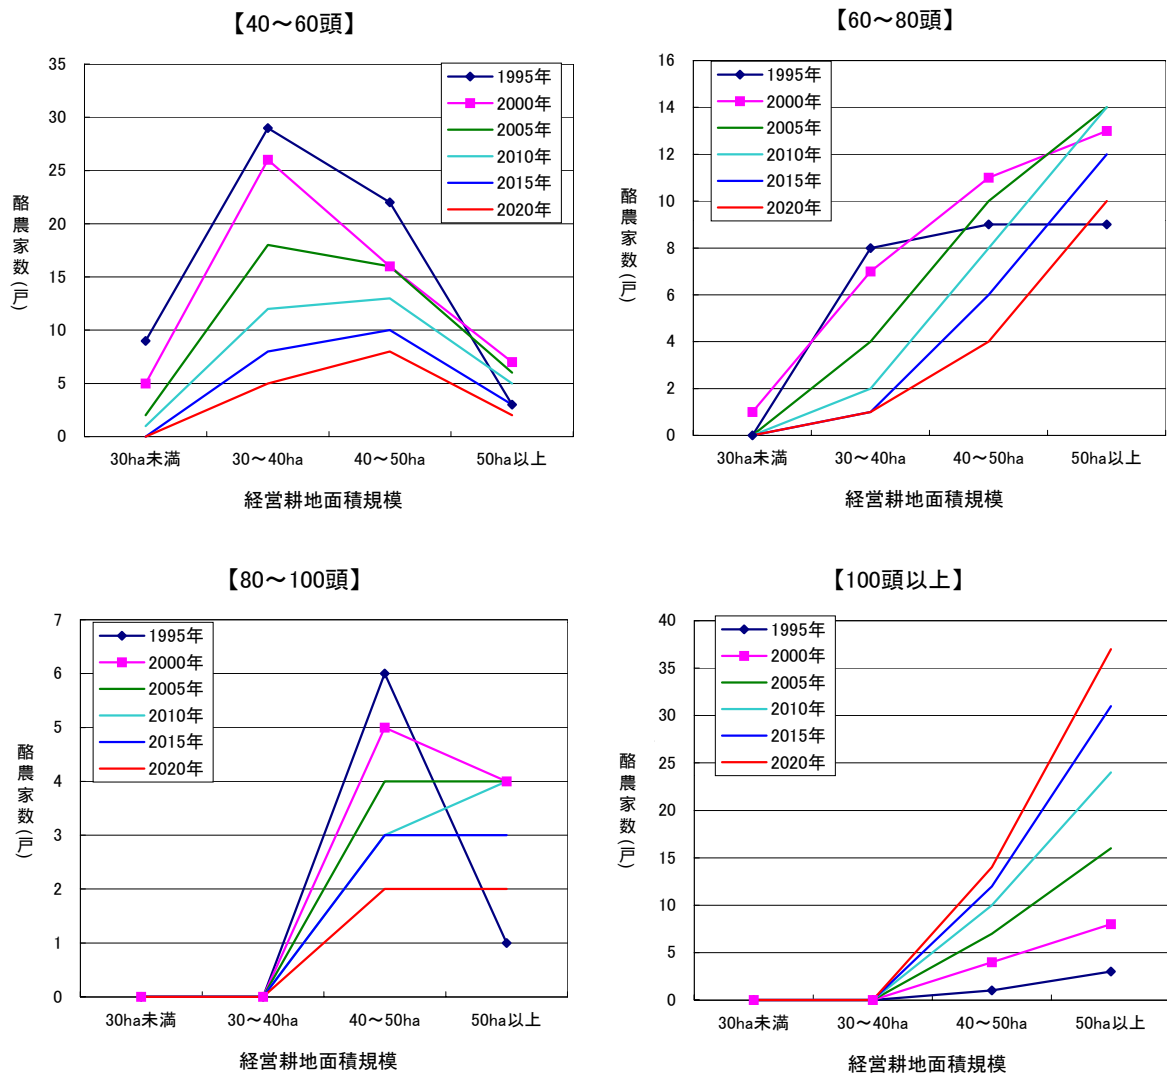 【40～60頭】
35
30
25
20
15
10
5
0
酪農家数(戸)
1995年
2000年
2005年
2010年
2015年
2020年
30ha未満
30～40ha
40～50ha
50ha以上
経営耕地面積規模
【60～80頭】
16
14
12
10
8
6
4
2
0
酪農家数(戸)
1995年
2000年
2005年
2010年
2015年
2020年
30ha未満
30～40ha
40～50ha
50ha以上
経営耕地面積規模
【80～100頭】
7
6
5
4
3
2
1
0
酪農家数(戸)
1995年
2000年
2005年
2010年
2015年
2020年
30ha未満
30～40ha
40～50ha
50ha以上
経営耕地面積規模
【100頭以上】
40
35
30
25
20
15
10
5
0
酪農家数(戸)
1995年
2000年
2005年
2010年
2015年
2020年
30ha未満
30～40ha
40～50ha
50ha以上
経営耕地面積規模